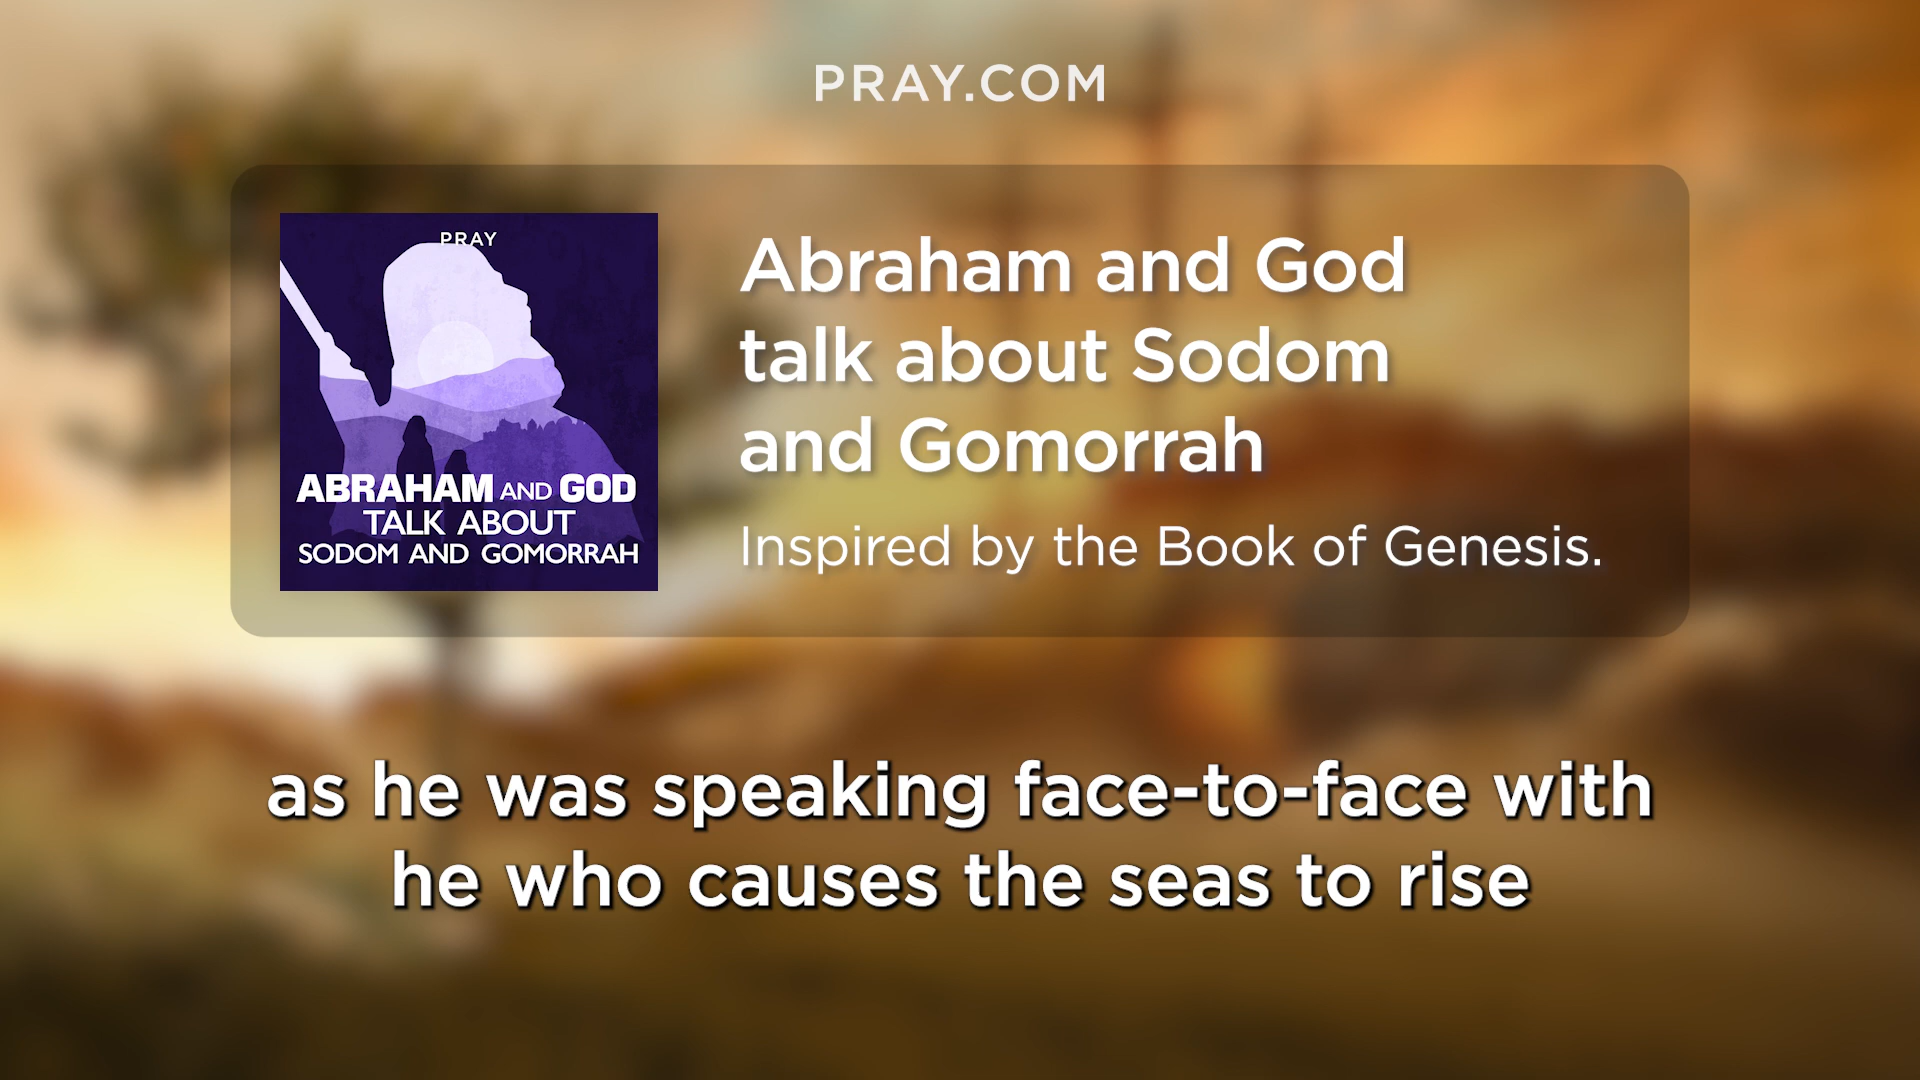 PRAY.COM
PRAY
ABRAHAM AND GOD
TALK ABOUT
SODOM AND GOMORRAH
Abraham and God
talk about Sodom
and Gomorrah
Inspired by the Book of Genesis.
as he was speaking face-to-face with
he who causes the seas to rise